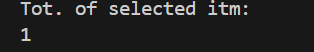 Tot. of selected itm:
1